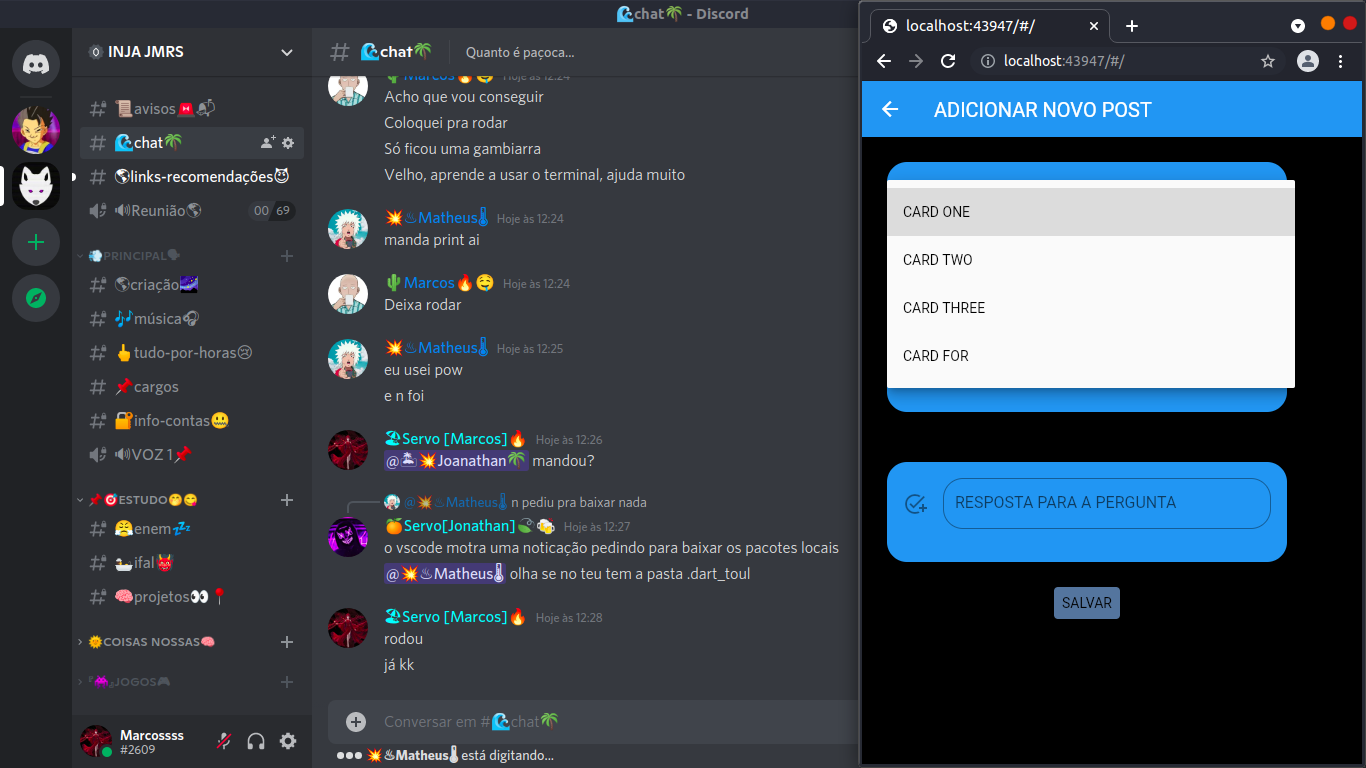 🌊chat🌴 - Discord
INJA JMRS
📜avisos🚨📬
🌊chat🌴
🌎links-recomendações😈
🔊Reunião🌎 00 69
💨PRINCIPAL🗣
🌎criação🌌
🎶música🎧
👆tudo-por-horas😢
📌cargos
🔐info-contas🤐
🔊VOZ 1📌
📌🎯ESTUDO🤭😋
😤enem💤
🦢ifal👹
🧠projetos👀📍
🌞COISAS NOSSAS🧠
👾JOGOS🎮
Marcossss
#2609
# 🌊chat🌴 Quanto é paçoca...
🌵Marcos🔥🤤 Hoje às 12:24
Acho que vou conseguir
Coloquei pra rodar
Só ficou uma gambiarra
Velho, aprende a usar o terminal, ajuda muito
💥♨Matheus🌡 Hoje às 12:24
manda print ai
🌵Marcos🔥🤤 Hoje às 12:24
Deixa rodar
💥♨Matheus🌡 Hoje às 12:25
eu usei pow
e n foi
🏖Servo [Marcos]🔥 Hoje às 12:26
@🏝💥Joanathan🌴 mandou?
@💥♨Matheus🌡 n pediu pra baixar nada
🍊Servo[Jonathan]🍃🍻 Hoje às 12:27
o vscode motra uma noticação pedindo para baixar os pacotes locais
@💥♨Matheus🌡 olha se no teu tem a pasta .dart_toul
🏖Servo [Marcos]🔥 Hoje às 12:28
rodou
já kk
Conversar em #🌊chat🌴
💥♨Matheus🌡 está digitando...
localhost:43947/#/
localhost:43947/#/
ADICIONAR NOVO POST
CARD ONE
CARD TWO
CARD THREE
CARD FOR
RESPOSTA PARA A PERGUNTA
SALVAR